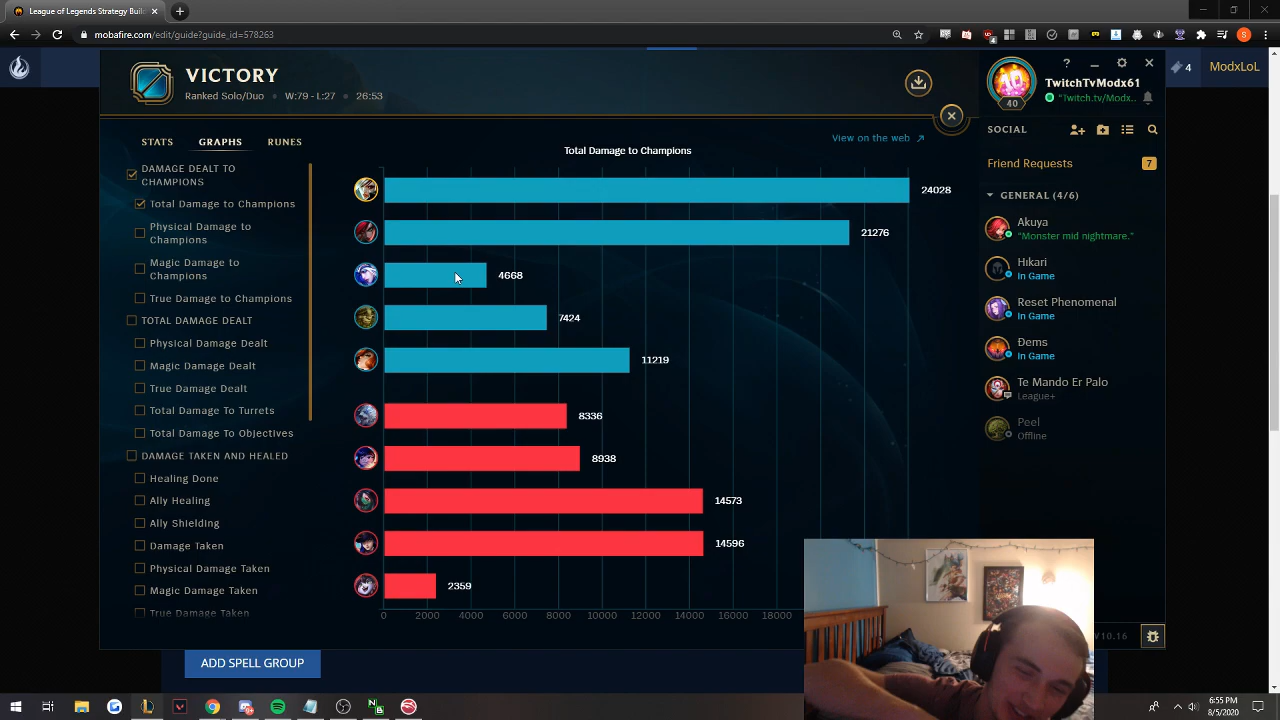 League of Legends Strategy Buil
mobafire.com/edit/guide?guide_id=578263
4
ModxLoL
VICTORY
Ranked Solo/Duo • W:79 - L:27 • 26:53
40
TwitchTvModx61
"Twitch.tv/Modx..
STATS
GRAPHS
RUNES
View on the web
SOCIAL
Friend Requests
7
GENERAL (4/6)
Akuya
"Monster mid nightmare."
Hıkari
In Game
Reset Phenomenal
In Game
Ðems
In Game
Te Mando Er Palo
League+
Peel
Offline
DAMAGE DEALT TO
CHAMPIONS
Total Damage to Champions
Physical Damage to
Champions
Magic Damage to
Champions
True Damage to Champions
TOTAL DAMAGE DEALT
Physical Damage Dealt
Magic Damage Dealt
True Damage Dealt
Total Damage To Turrets
Total Damage To Objectives
DAMAGE TAKEN AND HEALED
Healing Done
Ally Healing
Ally Shielding
Damage Taken
Physical Damage Taken
Magic Damage Taken
True Damage Taken
Total Damage to Champions
24028
21276
4668
7424
11219
8336
8938
14573
14596
2359
0 2000 4000 6000 8000 10000 12000 14000 16000 18000
V10.16
ADD SPELL GROUP
6:55 PM
8/5/2020